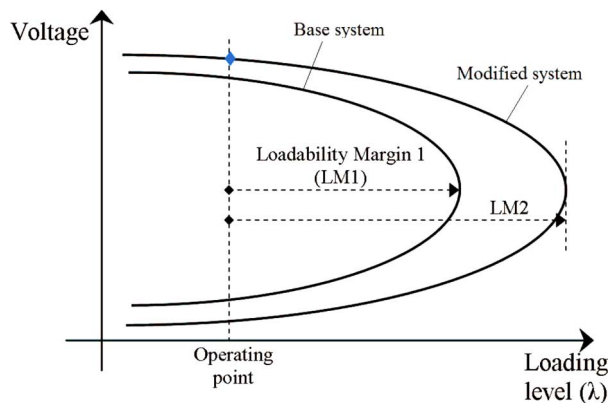 Voltage
Base system
Modified system
Loadability Margin 1
(LM1)
LM2
Operating
point
Loading
level (λ)